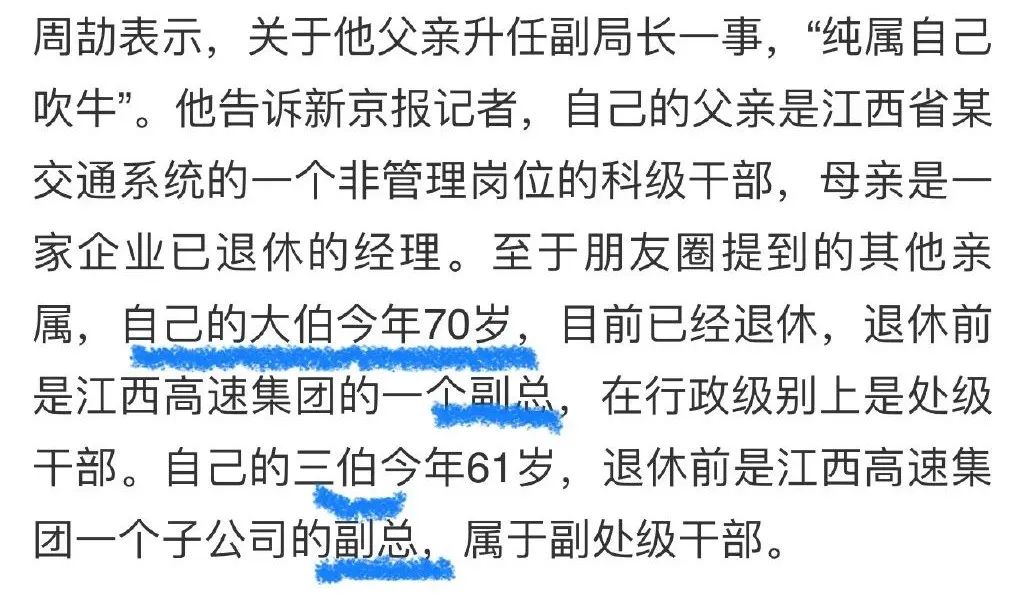 周劼表示，关于他父亲升任副局长一事，“纯属自己
吹牛”。他告诉新京报记者，自己的父亲是江西省某
交通系统的一个非管理岗位的科级干部，母亲是一
家企业已退休的经理。至于朋友圈提到的其他亲
属，自己的大伯今年70岁，目前已经退休，退休前
是江西高速集团的一个副总，在行政级别上是处级
干部。自己的三伯今年61岁，退休前是江西高速集
团一个子公司的副总，属于副处级干部。